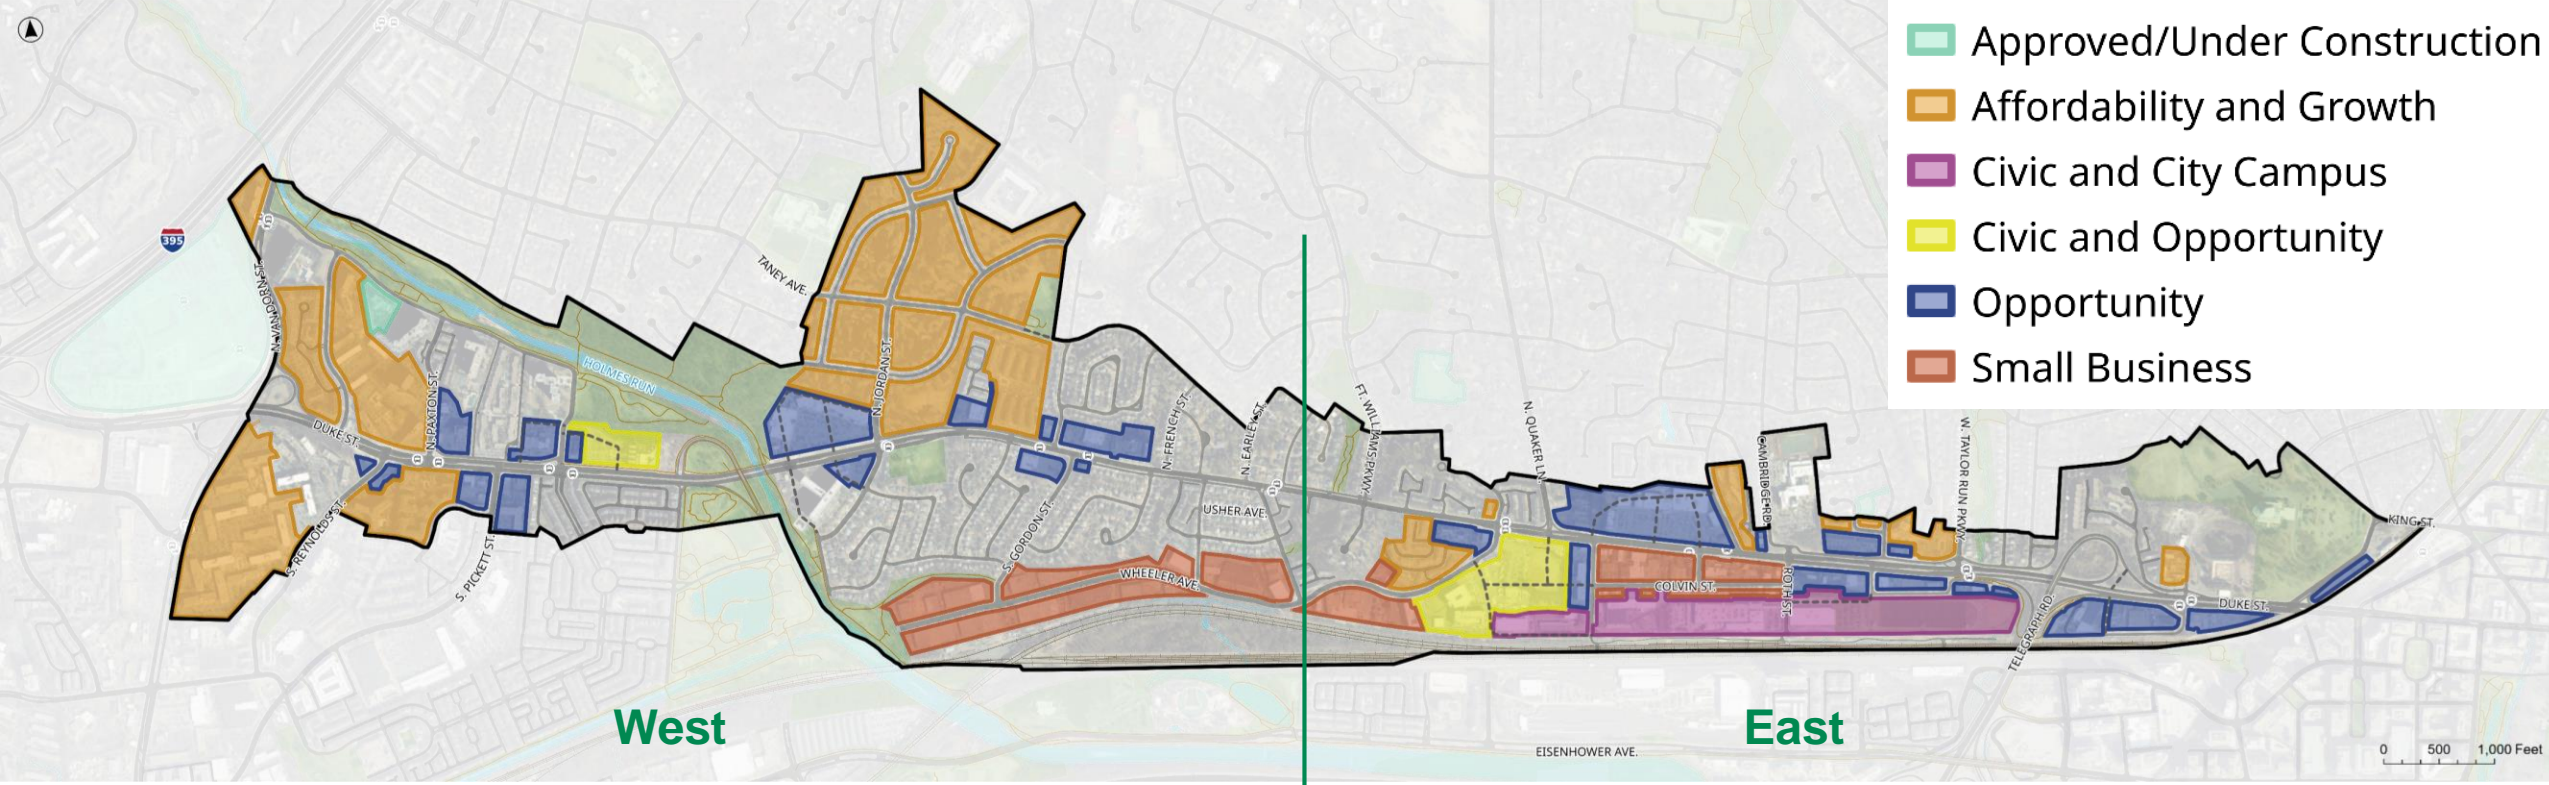 Approved/Under Construction
Affordability and Growth
Civic and City Campus
Civic and Opportunity
Opportunity
Small Business
395
N. VAN DORN ST.
TANEY AVE.
HOLMES RUN
N. JORDAN ST.
N. PAXTON ST.
DUKE ST.
S. REYNOLDS ST.
S. PICKETT ST.
S. GORDON ST.
N. FRENCH ST.
N. EARLEY ST.
USHER AVE.
WHEELER AVE.
FT. WILLIAMS PKWY.
N. QUAKER LN.
CAMBRIDGE RD.
W. TAYLOR RUN PKWY.
COLVIN ST.
ROTH ST.
TELEGRAPH RD.
DUKE ST.
KING ST.
West
East
EISENHOWER AVE.
0 500 1,000 Feet